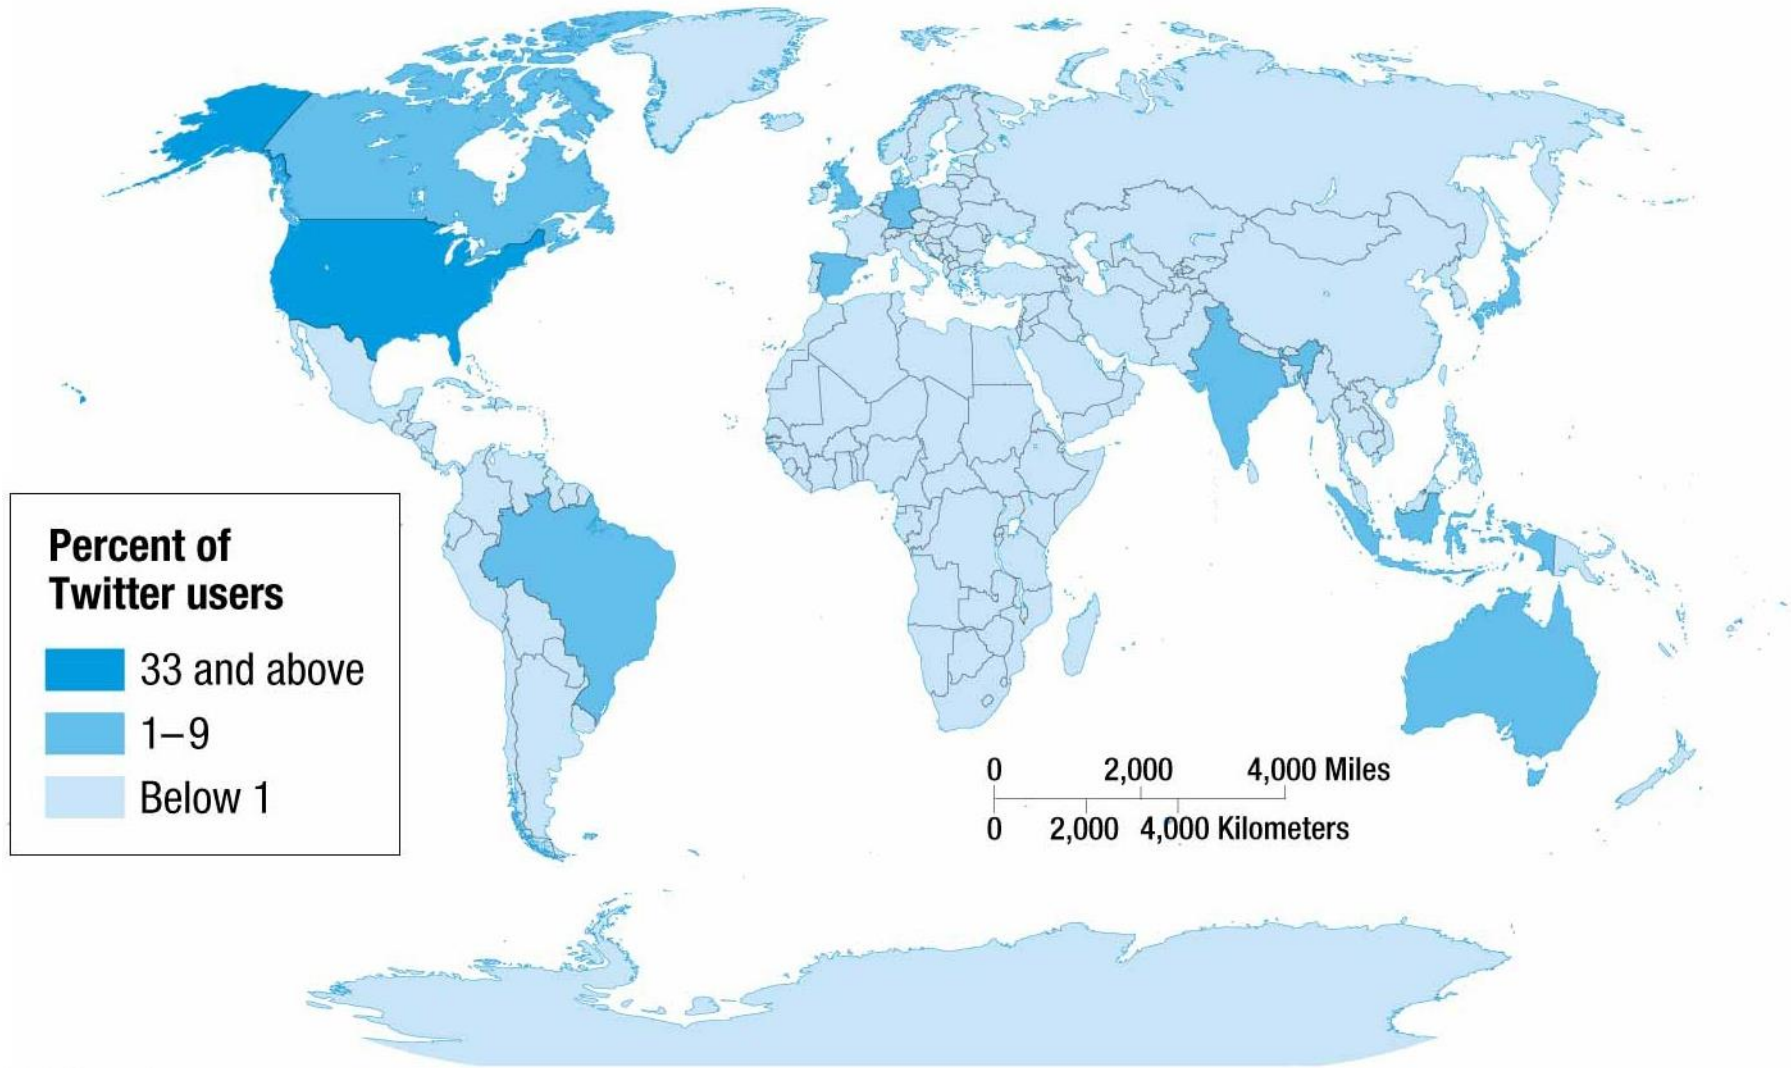 Percent of
Twitter users
33 and above
1–9
Below 1
0 2,000 4,000 Miles
0 2,000 4,000 Kilometers